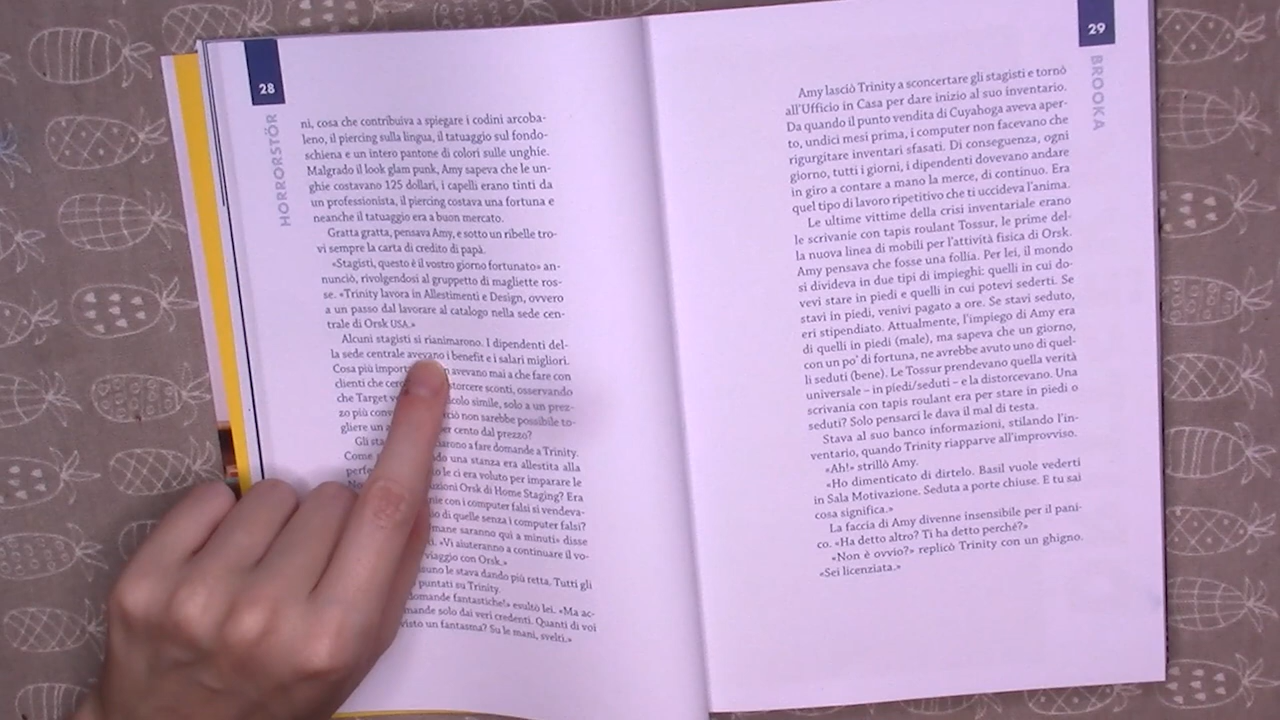 28
HORRORSTÖR
ni, cosa che contribuiva a spiegare i codini arcoba-
leno, il piercing sulla lingua, il tatuaggio sul fondo-
schiena e un intero pantone di colori sulle unghie.
Malgrado il look glam punk, Amy sapeva che le un-
ghie costavano 125 dollari, i capelli erano tinti da
un professionista, il piercing costava una fortuna e
neanche il tatuaggio era a buon mercato.
Gratta gratta, pensava Amy, e sotto un ribelle tro-
vi sempre la carta di credito di papà.
«Stagisti, questo è il vostro giorno fortunato» an-
nunciò, rivolgendosi al gruppetto di magliette ros-
se. «Trinity lavora in Allestimenti e Design, ovvero
a un passo dal lavorare al catalogo nella sede cen-
trale di Orsk USA.»
Alcuni stagisti si rianimarono. I dipendenti del-
la sede centrale avevano i benefit e i salari migliori.
Cosa più avevano mai a che fare con
clienti che storcere sconti, osservando
che Target simile, solo a un prez-
zo più non sarebbe possibile to-
gliere un per cento dal prezzo?
Gli a fare domande a Trinity.
Come una stanza era allestita alla
le ci era voluto per imparare le
Orsk di Home Staging? Era
con i computer falsi si vendeva-
di quelle senza i computer falsi?
saranno qui a minuti» disse
«Vi aiuteranno a continuare il vo-
viaggio con Orsk.»
le stava dando più retta. Tutti gli
puntati su Trinity.
fantastiche!» esultò lei. «Ma ac-
solo dai veri credenti. Quanti di voi
visto un fantasma? Su le mani, svelti.»
29
BROOKA
Amy lasciò Trinity a sconcertare gli stagisti e tornò
all'Ufficio in Casa per dare inizio al suo inventario.
Da quando il punto vendita di Cuyahoga aveva aper-
to, undici mesi prima, i computer non facevano che
rigurgitare inventari sfasati. Di conseguenza, ogni
giorno, tutti i giorni, i dipendenti dovevano andare
in giro a contare a mano la merce, di continuo. Era
quel tipo di lavoro ripetitivo che ti uccideva l'anima.
Le ultime vittime della crisi inventariale erano
le scrivanie con tapis roulant Tossur, le prime del-
la nuova linea di mobili per l'attività fisica di Orsk.
Amy pensava che fosse una follia. Per lei, il mondo
si divideva in due tipi di impieghi: quelli in cui do-
vevi stare in piedi e quelli in cui potevi sederti. Se
stavi in piedi, venivi pagato a ore. Se stavi seduto,
eri stipendiato. Attualmente, l'impiego di Amy era
di quelli in piedi (male), ma sapeva che un giorno,
con un po' di fortuna, ne avrebbe avuto uno di quel-
li seduti (bene). Le Tossur prendevano quella verità
universale – in piedi/seduti – e la distorcevano. Una
scrivania con tapis roulant era per stare in piedi o
seduti? Solo pensarci le dava il mal di testa.
Stava al suo banco informazioni, stilando l'in-
ventario, quando Trinity riapparve all'improvviso.
«Ah!» strillò Amy.
«Ho dimenticato di dirtelo. Basil vuole vederti
in Sala Motivazione. Seduta a porte chiuse. E tu sai
cosa significa.»
La faccia di Amy divenne insensibile per il pani-
co. «Ha detto altro? Ti ha detto perché?»
«Non è ovvio?» replicò Trinity con un ghigno.
«Sei licenziata.»